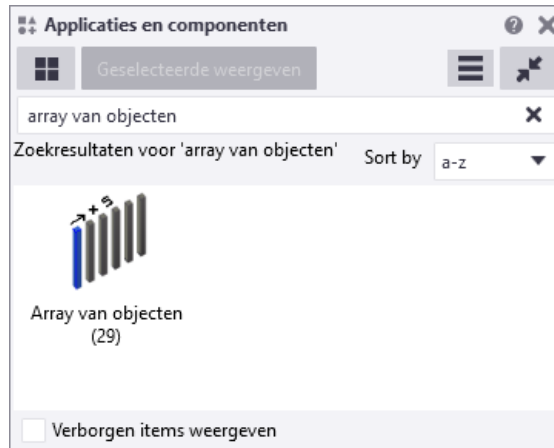 Applicaties en componenten
Geselecteerde weergeven
array van objecten
Zoekresultaten voor 'array van objecten'
Sort by
a-z
→ + S
Array van objecten
(29)
Verborgen items weergeven